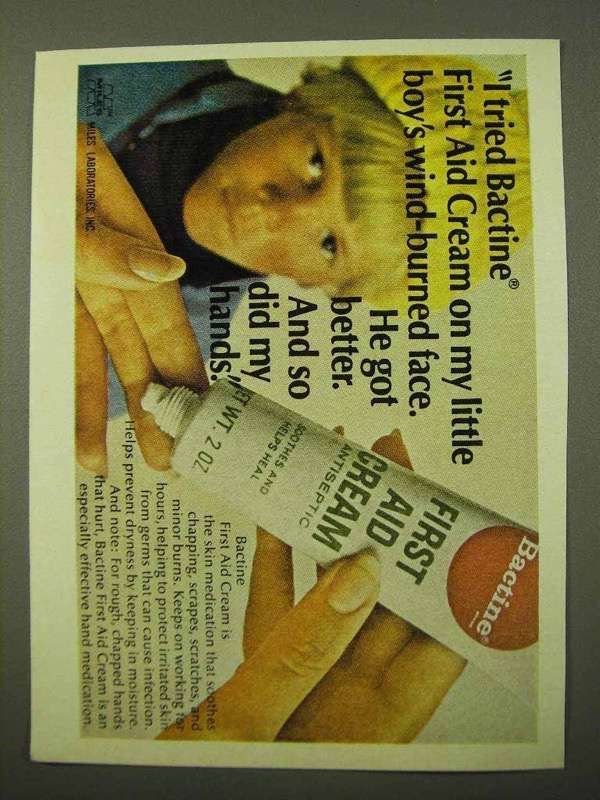 "I tried Bactine®
First Aid Cream on my little
boy's wind-burned face.
He got
better.
And so
did my
hands."
Bactine®
FIRST
AID
CREAM
ANTISEPTIC
SOOTHES AND
HELPS HEAL
NET WT. 2 OZ
Bactine
First Aid Cream is
the skin medication that soothes
chapping, scrapes, scratches, and
minor burns. Keeps on working for
hours, helping to protect irritated skin
from germs that can cause infection.
Helps prevent dryness by keeping in moisture.
And note: For rough, chapped hands
that hurt, Bactine First Aid Cream is an
especially effective hand medication.
MILES
MILES LABORATORIES, INC.